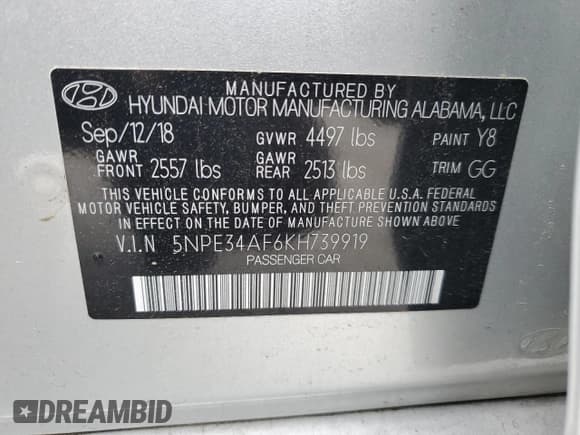 MANUFACTURED BY
HYUNDAI MOTOR MANUFACTURING ALABAMA, LLC
Sep/12/18 GVWR 4497 lbs PAINT Y8
GAWR FRONT 2557 lbs GAWR REAR 2513 lbs TRIM GG
THIS VEHICLE CONFORMS TO ALL APPLICABLE U.S.A. FEDERAL
MOTOR VEHICLE SAFETY, BUMPER, AND THEFT PREVENTION STANDARDS
IN EFFECT ON THE DATE OF MANUFACTURE SHOWN ABOVE.
V.I.N 5NPE34AF6KH739919
PASSENGER CAR
DREAMBID